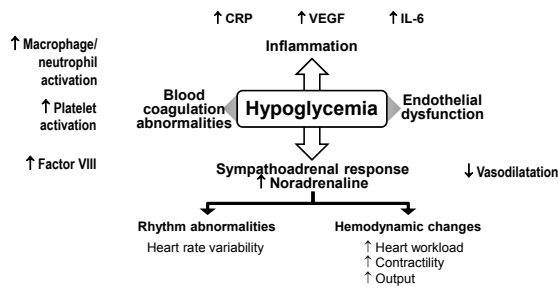 ↑ CRP ↑ VEGF ↑ IL-6
Inflammation
↑ Macrophage/
neutrophil
activation
↑ Platelet
activation
↑ Factor VIII
Blood
coagulation
abnormalities
Hypoglycemia
Endothelial
dysfunction
↓ Vasodilatation
Sympathoadrenal response
↑ Noradrenaline
Rhythm abnormalities
Heart rate variability
Hemodynamic changes
↑ Heart workload
↑ Contractility
↑ Output